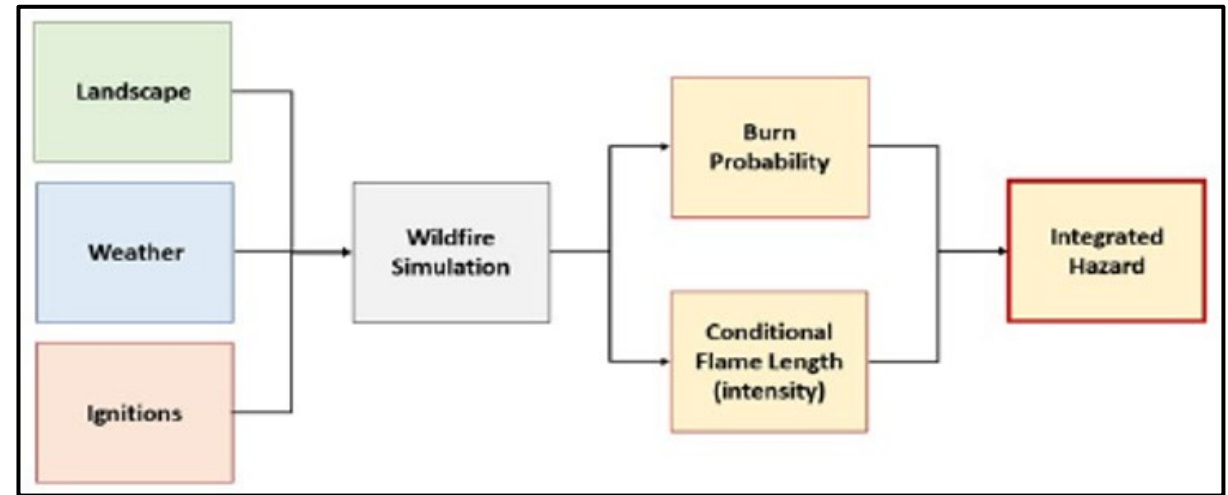 Landscape
Weather
Ignitions
Wildfire
Simulation
Burn
Probability
Conditional
Flame Length
(intensity)
Integrated
Hazard